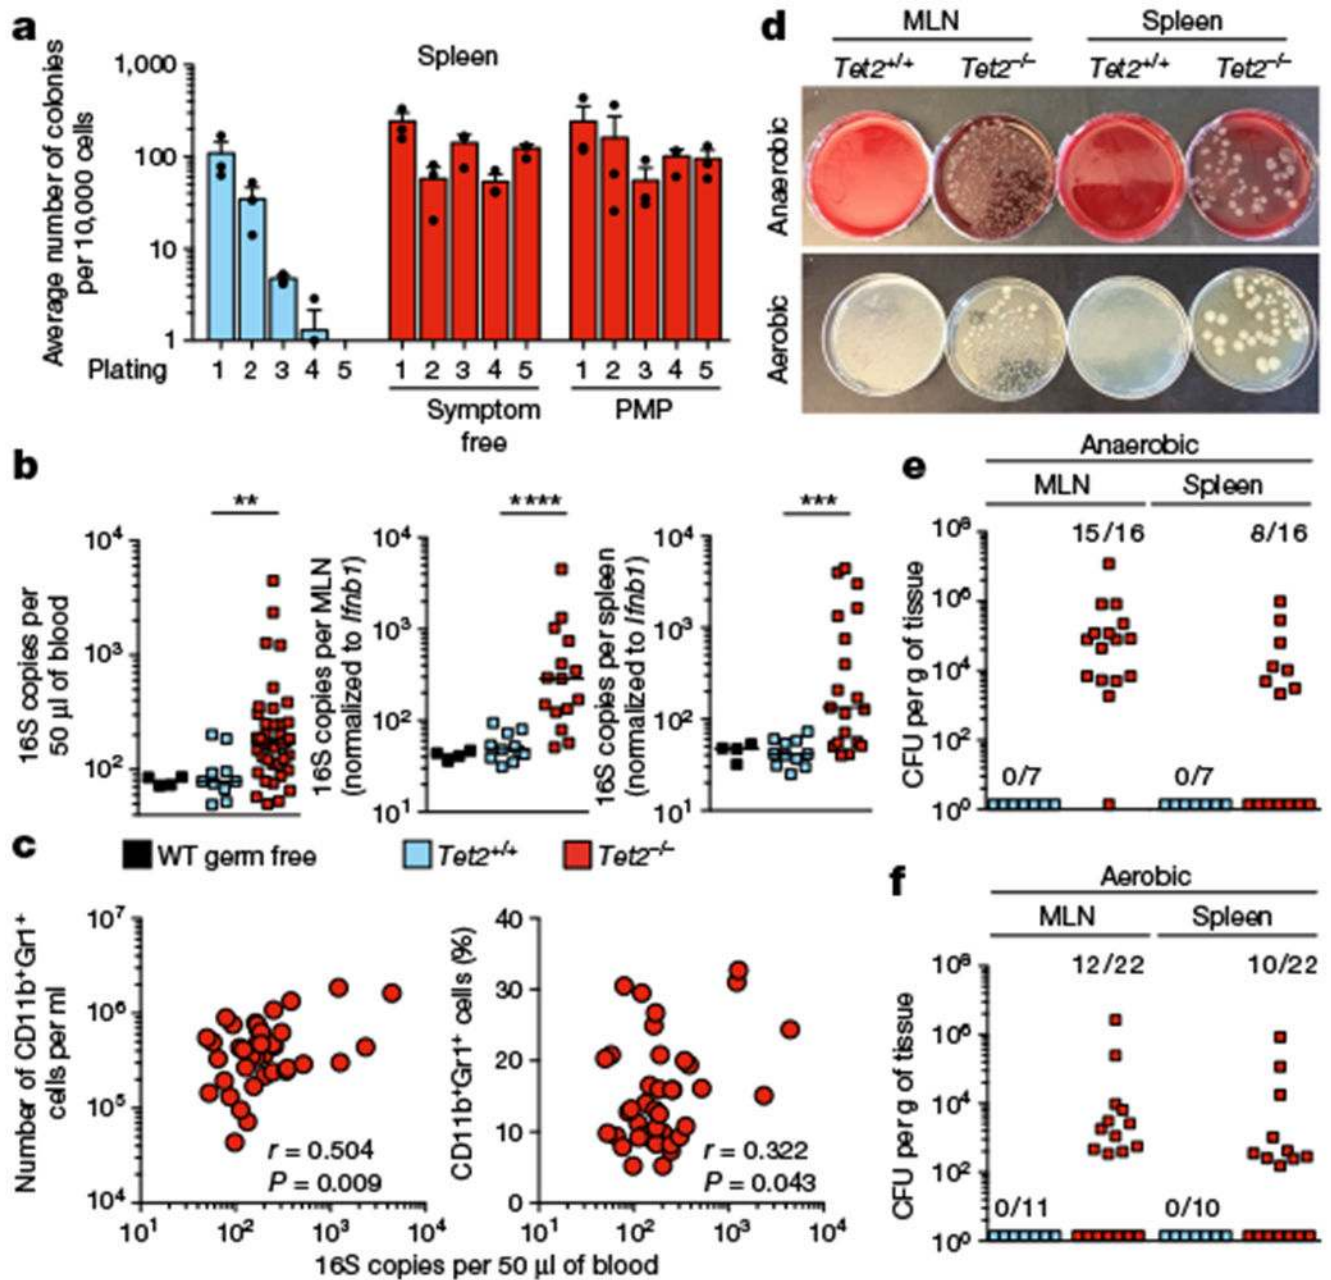 a
Spleen
Average number of colonies
per 10,000 cells
1,000
100
10
1
Plating 1 2 3 4 5 1 2 3 4 5 1 2 3 4 5
Symptom
free
PMP
d
MLN Spleen
Tet2+/+ Tet2−/− Tet2+/+ Tet2−/−
Anaerobic
Aerobic
b
16S copies per
50 µl of blood
10⁴
10³
10²
**
16S copies per MLN
(normalized to Ifnb1)
10⁴
10³
10²
10¹
****
16S copies per spleen
(normalized to Ifnb1)
10⁴
10³
10²
10¹
***
WT germ free Tet2+/+ Tet2−/−
c
Number of CD11b⁺Gr1⁺
cells per ml
10⁷
10⁶
10⁵
10⁴
r = 0.504
P = 0.009
10¹ 10² 10³ 10⁴
CD11b⁺Gr1⁺ cells (%)
40
30
20
10
0
r = 0.322
P = 0.043
10¹ 10² 10³ 10⁴
16S copies per 50 µl of blood
e
Anaerobic
MLN Spleen
CFU per g of tissue
10⁸
10⁶
10⁴
10²
10⁰
15/16 8/16
0/7 0/7
f
Aerobic
MLN Spleen
CFU per g of tissue
10⁸
10⁶
10⁴
10²
10⁰
12/22 10/22
0/11 0/10